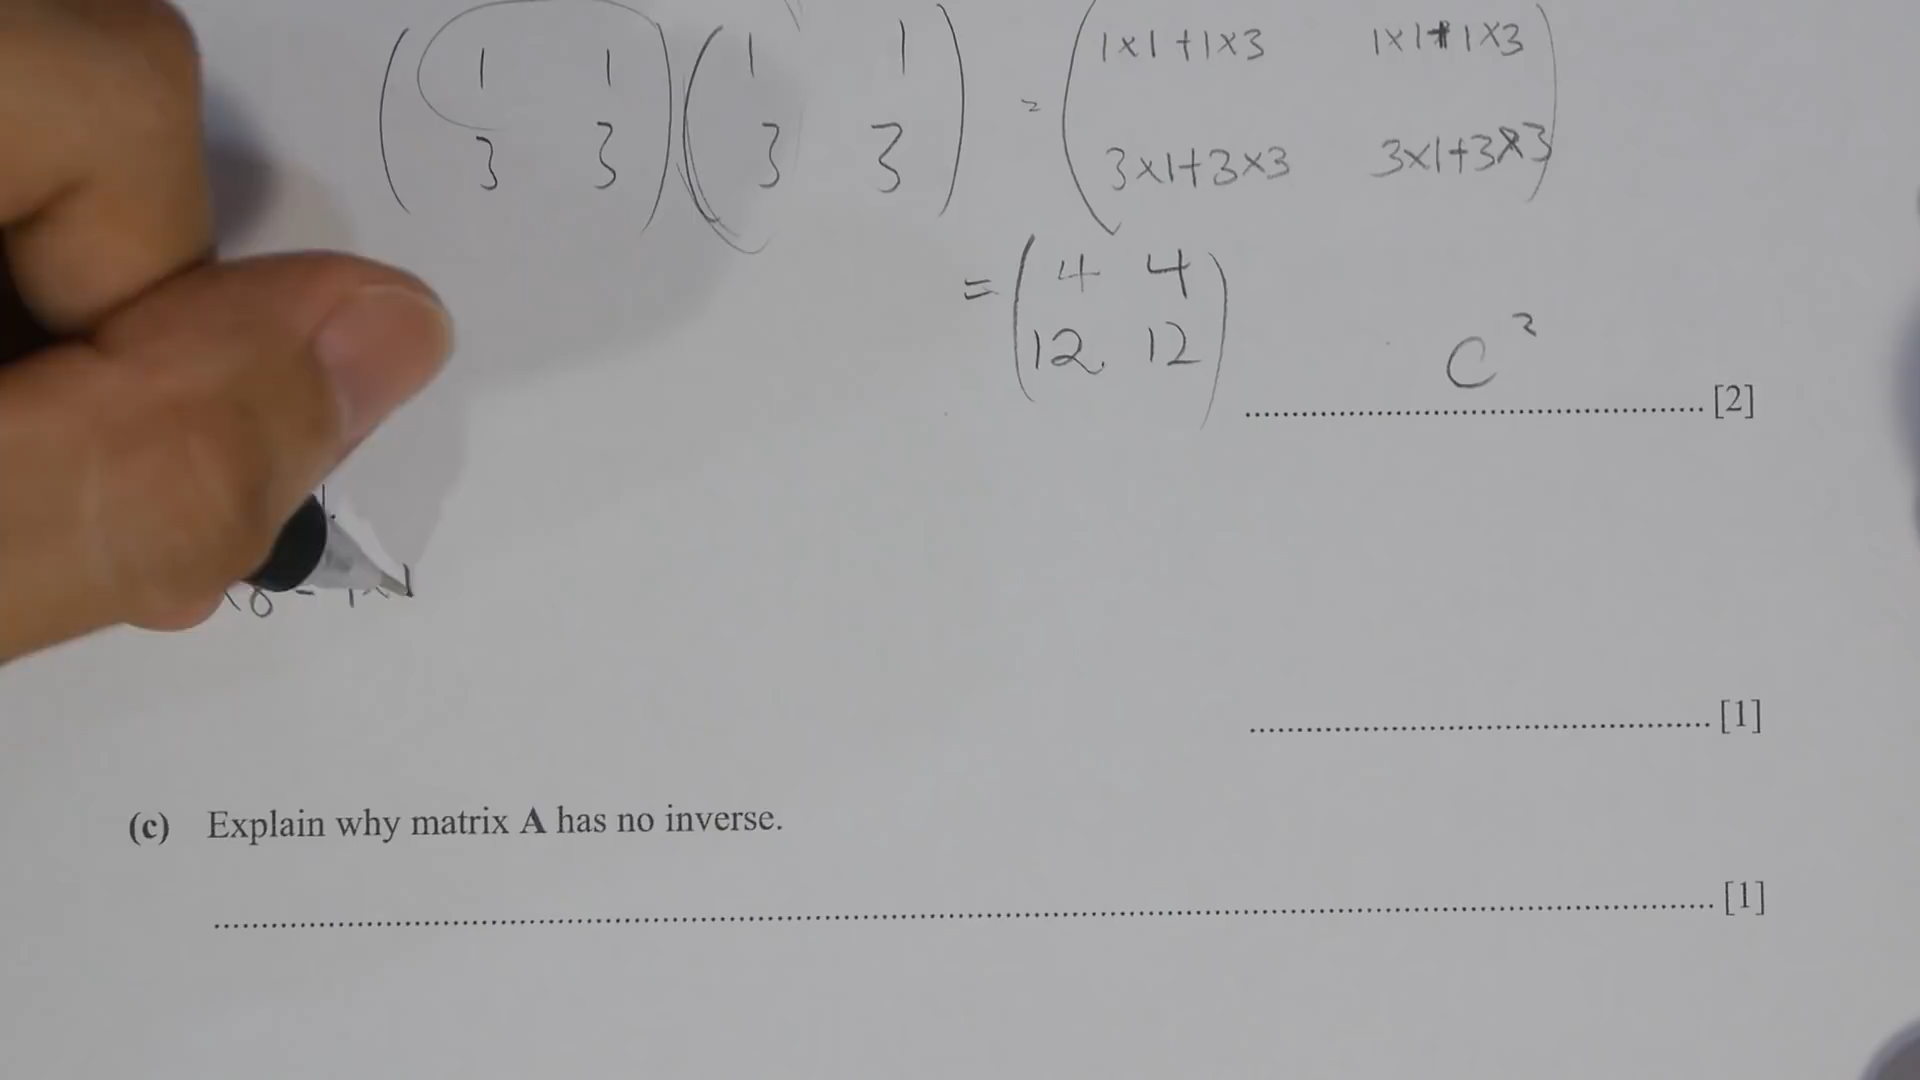 ( 1 1 ) ( 1 1 ) = ( 1×1+1×3 1×1+1×3 )
( 3 3 ) ( 3 3 ) ( 3×1+3×3 3×1+3×3 )
= ( 4 4 )
( 12 12 )
C²
[2]
[1]
(c) Explain why matrix A has no inverse.
[1]